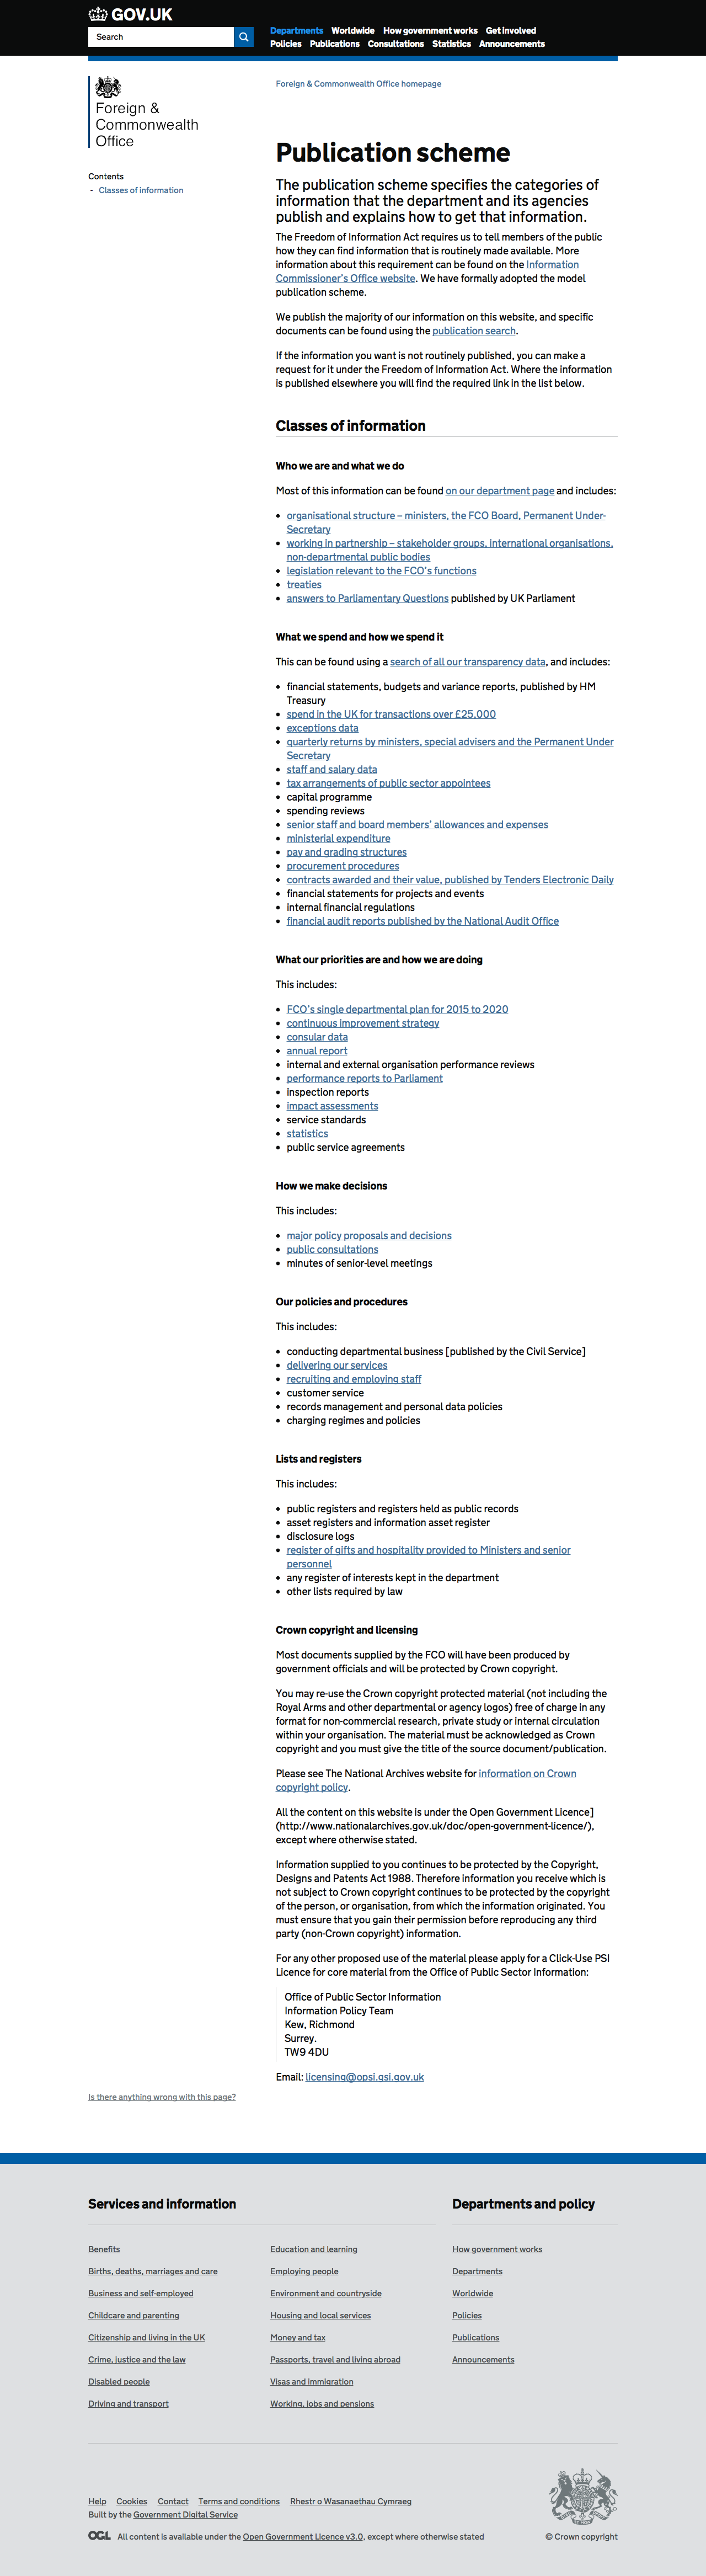 GOV.UK
Search
Departments Worldwide How government works Get involved
Policies Publications Consultations Statistics Announcements
Foreign &
Commonwealth
Office
Foreign & Commonwealth Office homepage
Contents
- Classes of information
Publication scheme
The publication scheme specifies the categories of
information that the department and its agencies
publish and explains how to get that information.
The Freedom of Information Act requires us to tell members of the public
how they can find information that is routinely made available. More
information about this requirement can be found on the Information
Commissioner's Office website. We have formally adopted the model
publication scheme.
We publish the majority of our information on this website, and specific
documents can be found using the publication search.
If the information you want is not routinely published, you can make a
request for it under the Freedom of Information Act. Where the information
is published elsewhere you will find the required link in the list below.
Classes of information
Who we are and what we do
Most of this information can be found on our department page and includes:
• organisational structure – ministers, the FCO Board, Permanent Under-
Secretary
• working in partnership – stakeholder groups, international organisations,
non-departmental public bodies
• legislation relevant to the FCO's functions
• treaties
• answers to Parliamentary Questions published by UK Parliament
What we spend and how we spend it
This can be found using a search of all our transparency data, and includes:
• financial statements, budgets and variance reports, published by HM
Treasury
• spend in the UK for transactions over £25,000
• exceptions data
• quarterly returns by ministers, special advisers and the Permanent Under
Secretary
• staff and salary data
• tax arrangements of public sector appointees
• capital programme
• spending reviews
• senior staff and board members' allowances and expenses
• ministerial expenditure
• pay and grading structures
• procurement procedures
• contracts awarded and their value, published by Tenders Electronic Daily
• financial statements for projects and events
• internal financial regulations
• financial audit reports published by the National Audit Office
What our priorities are and how we are doing
This includes:
• FCO's single departmental plan for 2015 to 2020
• continuous improvement strategy
• consular data
• annual report
• internal and external organisation performance reviews
• performance reports to Parliament
• inspection reports
• impact assessments
• service standards
• statistics
• public service agreements
How we make decisions
This includes:
• major policy proposals and decisions
• public consultations
• minutes of senior-level meetings
Our policies and procedures
This includes:
• conducting departmental business [published by the Civil Service]
• delivering our services
• recruiting and employing staff
• customer service
• records management and personal data policies
• charging regimes and policies
Lists and registers
This includes:
• public registers and registers held as public records
• asset registers and information asset register
• disclosure logs
• register of gifts and hospitality provided to Ministers and senior
personnel
• any register of interests kept in the department
• other lists required by law
Crown copyright and licensing
Most documents supplied by the FCO will have been produced by
government officials and will be protected by Crown copyright.
You may re-use the Crown copyright protected material (not including the
Royal Arms and other departmental or agency logos) free of charge in any
format for non-commercial research, private study or internal circulation
within your organisation. The material must be acknowledged as Crown
copyright and you must give the title of the source document/publication.
Please see The National Archives website for information on Crown
copyright policy.
All the content on this website is under the Open Government Licence]
(http://www.nationalarchives.gov.uk/doc/open-government-licence/),
except where otherwise stated.
Information supplied to you continues to be protected by the Copyright,
Designs and Patents Act 1988. Therefore information you receive which is
not subject to Crown copyright continues to be protected by the copyright
of the person, or organisation, from which the information originated. You
must ensure that you gain their permission before reproducing any third
party (non-Crown copyright) information.
For any other proposed use of the material please apply for a Click-Use PSI
Licence for core material from the Office of Public Sector Information:
Office of Public Sector Information
Information Policy Team
Kew, Richmond
Surrey.
TW9 4DU
Email: licensing@opsi.gsi.gov.uk
Is there anything wrong with this page?
Services and information
Benefits
Births, deaths, marriages and care
Business and self-employed
Childcare and parenting
Citizenship and living in the UK
Crime, justice and the law
Disabled people
Driving and transport
Education and learning
Employing people
Environment and countryside
Housing and local services
Money and tax
Passports, travel and living abroad
Visas and immigration
Working, jobs and pensions
Departments and policy
How government works
Departments
Worldwide
Policies
Publications
Announcements
Help Cookies Contact Terms and conditions Rhestr o Wasanaethau Cymraeg
Built by the Government Digital Service
OGL All content is available under the Open Government Licence v3.0, except where otherwise stated
© Crown copyright